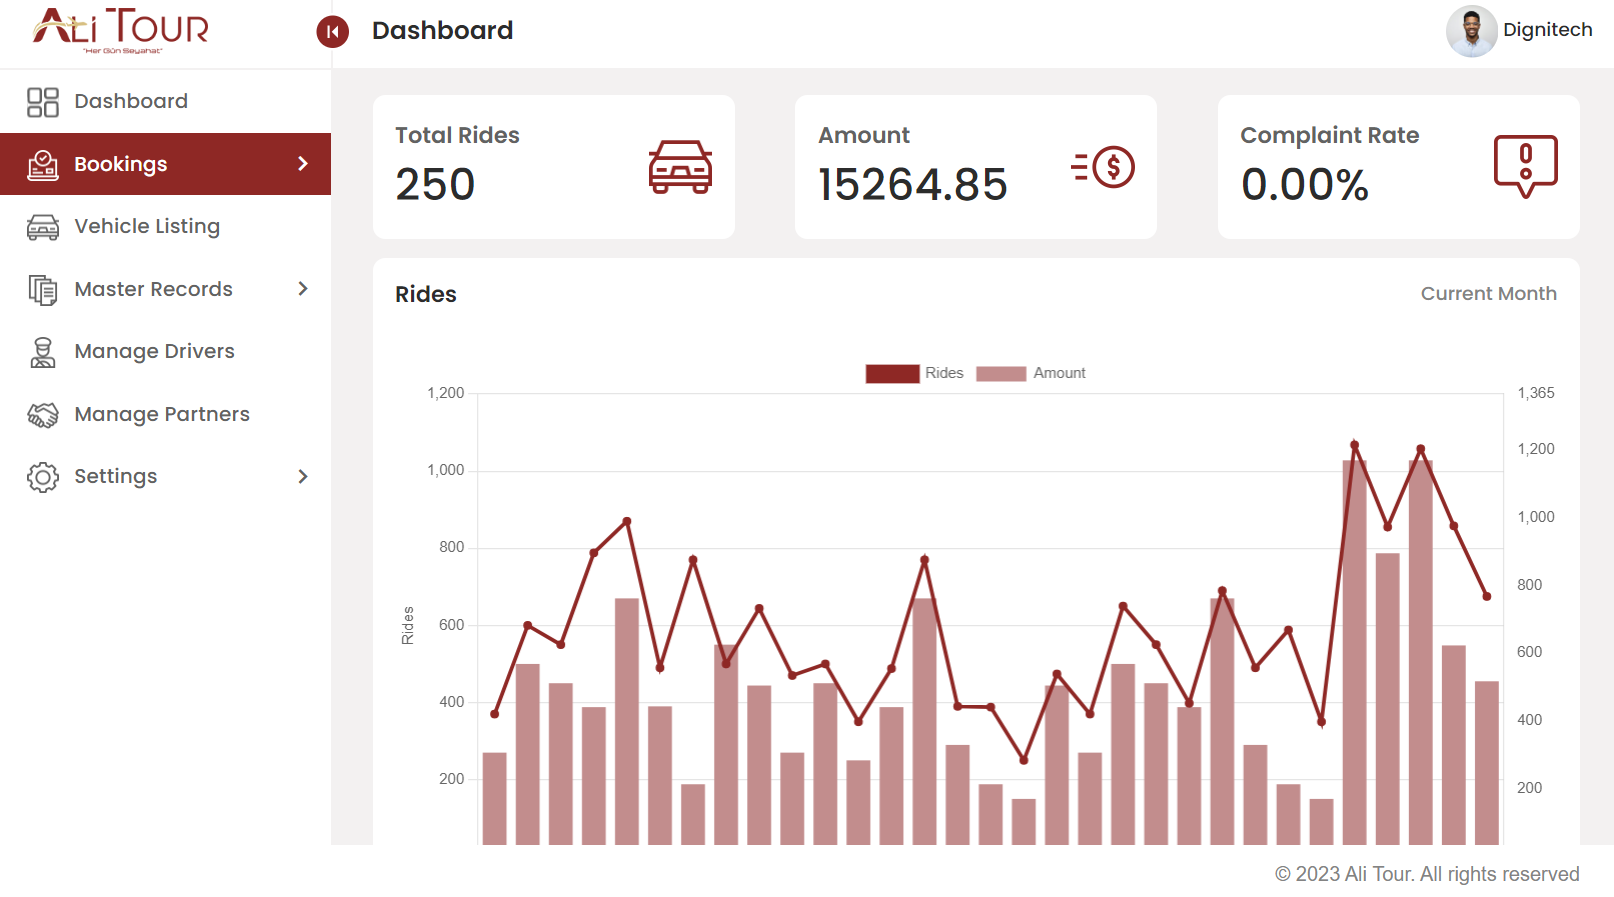 ALİ TOUR
"Her Gün Seyahat"
Dashboard
Dignitech
Dashboard
Bookings
Vehicle Listing
Master Records
Manage Drivers
Manage Partners
Settings
Total Rides
250
Amount
15264.85
Complaint Rate
0.00%
Rides
Current Month
Rides Amount
1,200
1,000
800
600
400
200
Rides
1,365
1,200
1,000
800
600
400
200
© 2023 Ali Tour. All rights reserved